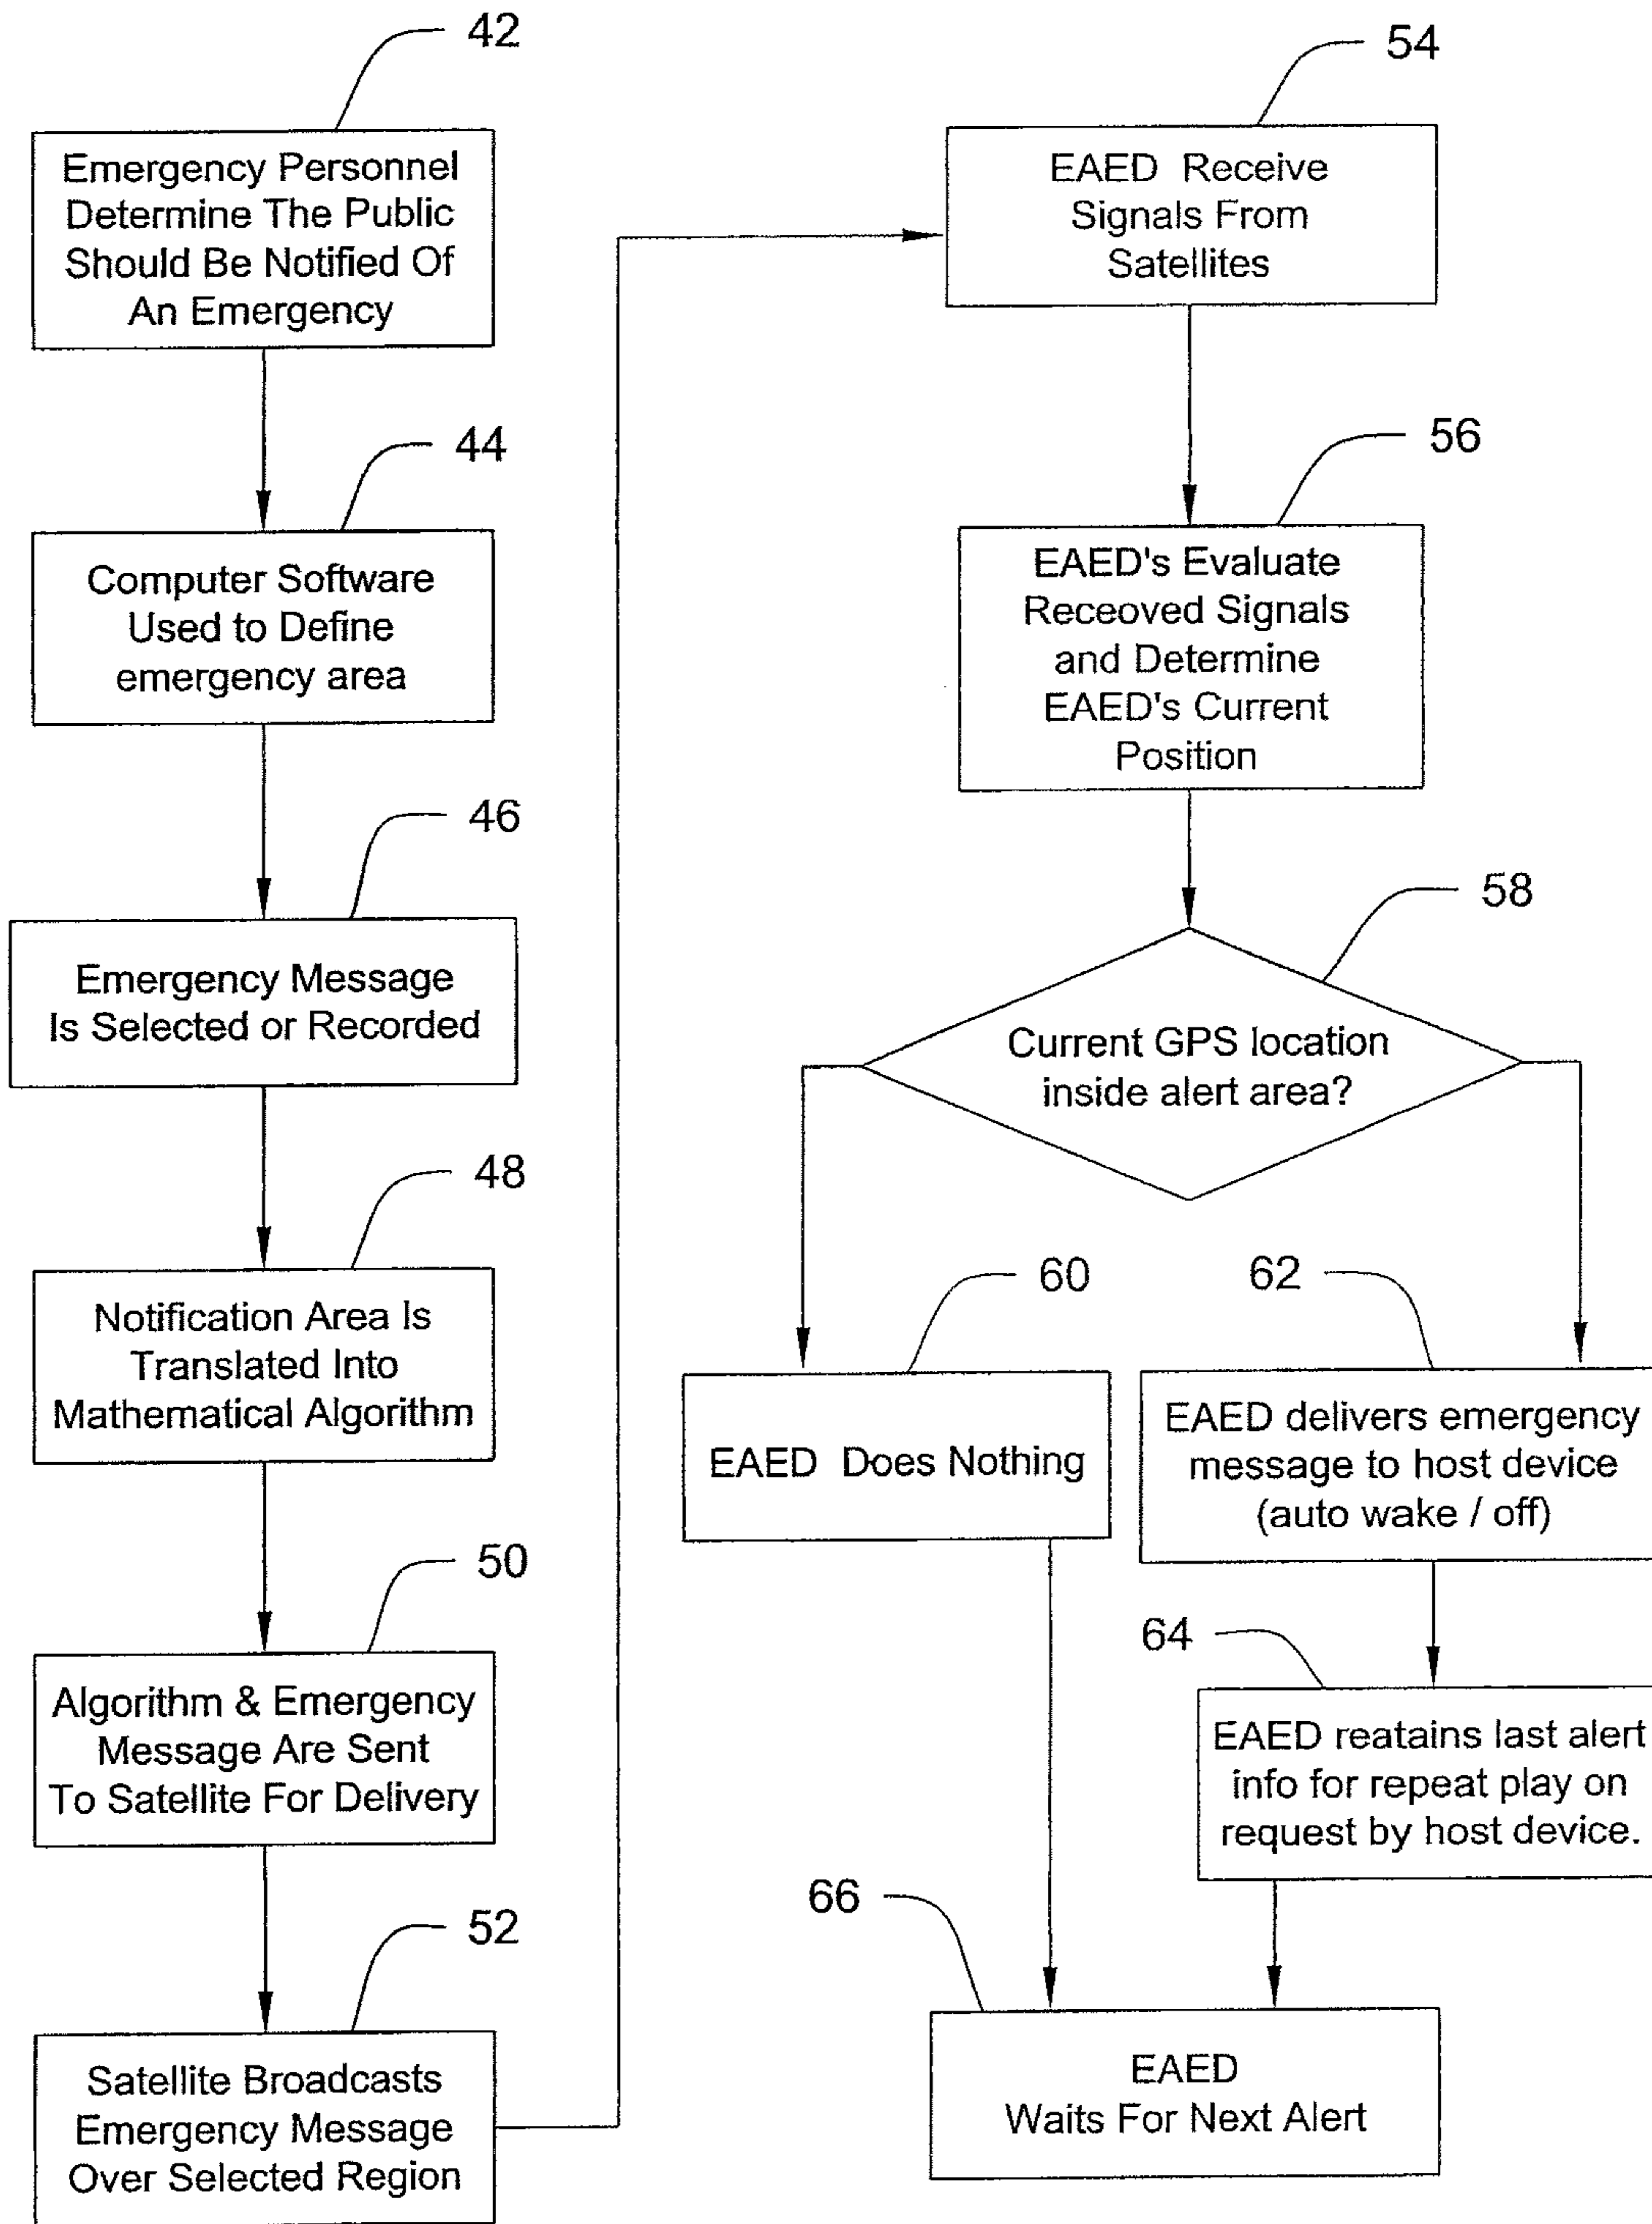 42
Emergency Personnel
Determine The Public
Should Be Notified Of
An Emergency
44
Computer Software
Used to Define
emergency area
46
Emergency Message
Is Selected or Recorded
48
Notification Area Is
Translated Into
Mathematical Algorithm
50
Algorithm & Emergency
Message Are Sent
To Satellite For Delivery
52
Satellite Broadcasts
Emergency Message
Over Selected Region
54
EAED Receive
Signals From
Satellites
56
EAED's Evaluate
Receoved Signals
and Determine
EAED's Current
Position
58
Current GPS location
inside alert area?
60
EAED Does Nothing
62
EAED delivers emergency
message to host device
(auto wake / off)
64
EAED reatains last alert
info for repeat play on
request by host device.
66
EAED
Waits For Next Alert